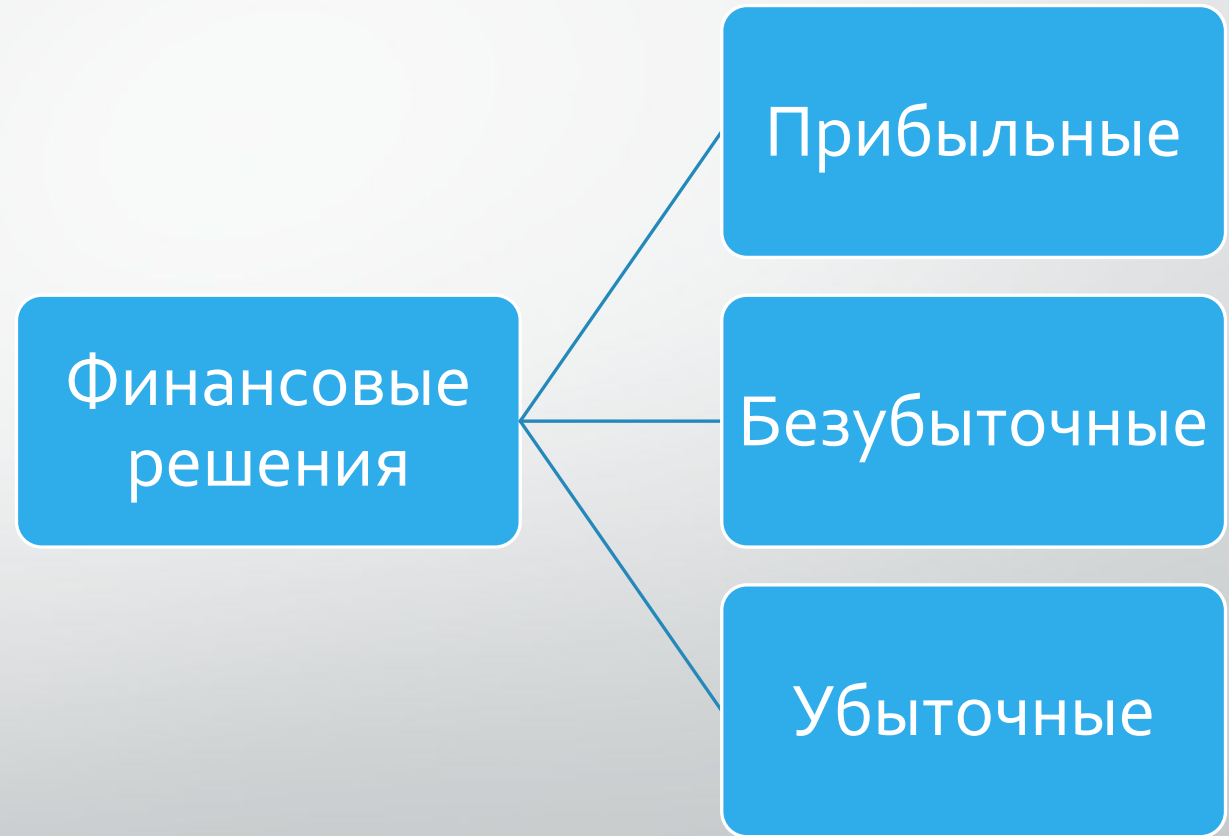 Финансовые
решения
Прибыльные
Безубыточные
Убыточные